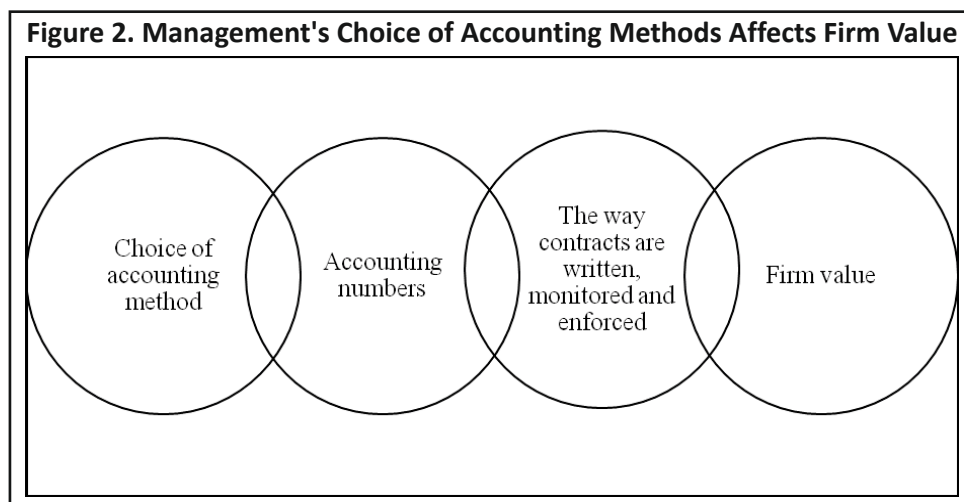 Figure 2. Management's Choice of Accounting Methods Affects Firm Value
Choice of
accounting
method
Accounting
numbers
The way
contracts are
written,
monitored and
enforced
Firm value